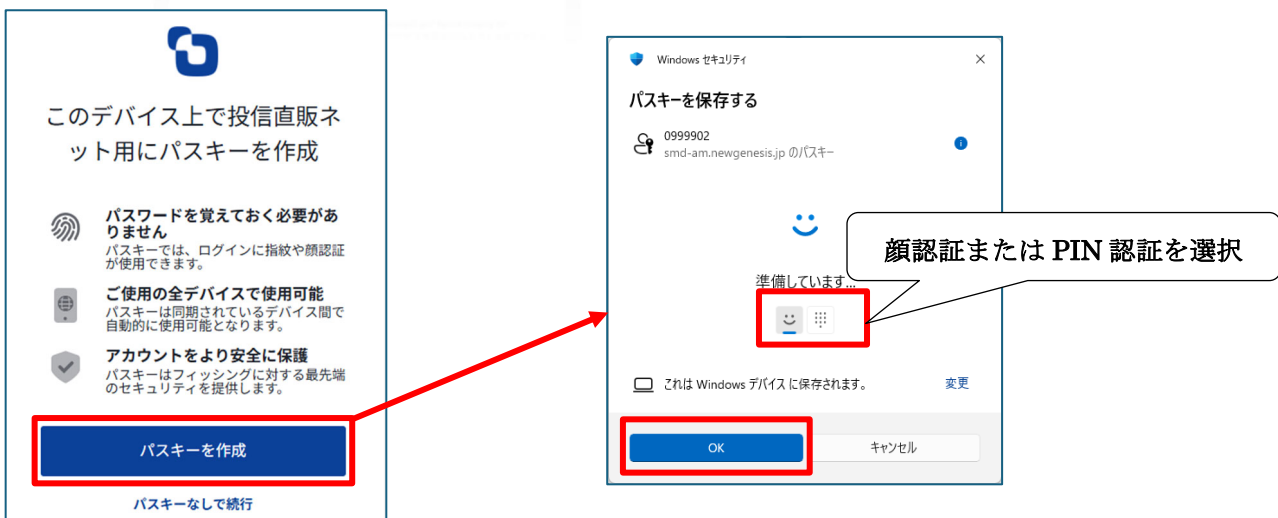 このデバイス上で投信直販ネ
ット用にパスキーを作成
パスワードを覚えておく必要があ
りません
パスキーでは、ログインに指紋や顔認証
が使用できます。
ご使用の全デバイスで使用可能
パスキーは同期されているデバイス間で
自動的に使用可能となります。
アカウントをより安全に保護
パスキーはフィッシングに対する最先端
のセキュリティを提供します。
パスキーを作成
パスキーなしで続行
Windows セキュリティ
パスキーを保存する
0999902
smd-am.newgenesis.jp のパスキー
準備しています...
顔認証または PIN 認証を選択
これは Windows デバイス に保存されます。
変更
OK
キャンセル